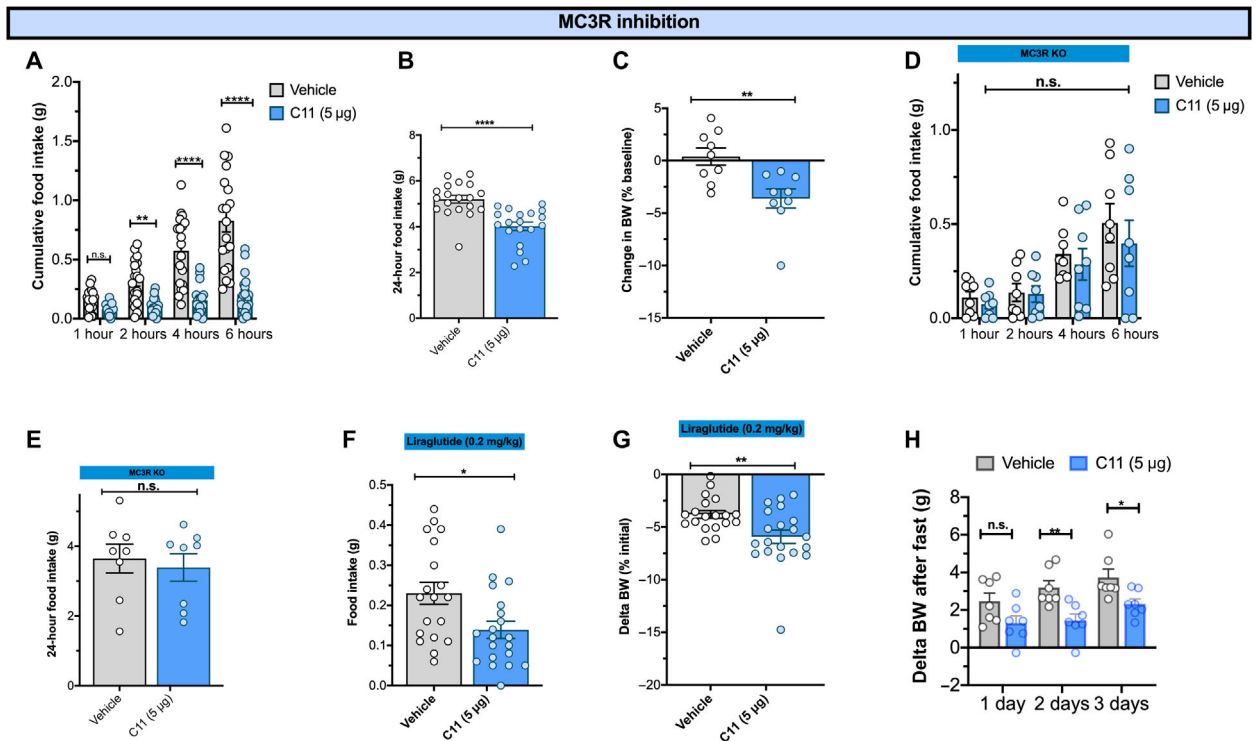 MC3R inhibition
A
Cumulative food intake (g)
2.0
1.5
1.0
0.5
0.0
n.s.
**
****
****
Vehicle
C11 (5 µg)
1 hour 2 hours 4 hours 6 hours
B
24-hour food intake (g)
8
6
4
2
0
****
Vehicle
C11 (5 µg)
C
Change in BW (% baseline)
5
0
−5
−10
−15
**
Vehicle
C11 (5 µg)
D
MC3R KO
Cumulative food intake (g)
1.0
0.5
0.0
n.s.
Vehicle
C11 (5 µg)
1 hour 2 hours 4 hours 6 hours
E
MC3R KO
n.s.
24-hour food intake (g)
4
2
0
Vehicle
C11 (5 µg)
F
Liraglutide (0.2 mg/kg)
*
Food intake (g)
0.5
0.4
0.3
0.2
0.1
0.0
Vehicle
C11 (5 µg)
G
Liraglutide (0.2 mg/kg)
**
Delta BW (% initial)
0
−5
−10
−15
−20
Vehicle
C11 (5 µg)
H
Vehicle C11 (5 µg)
Delta BW after fast (g)
8
6
4
2
0
−2
n.s.
**
*
1 day 2 days 3 days